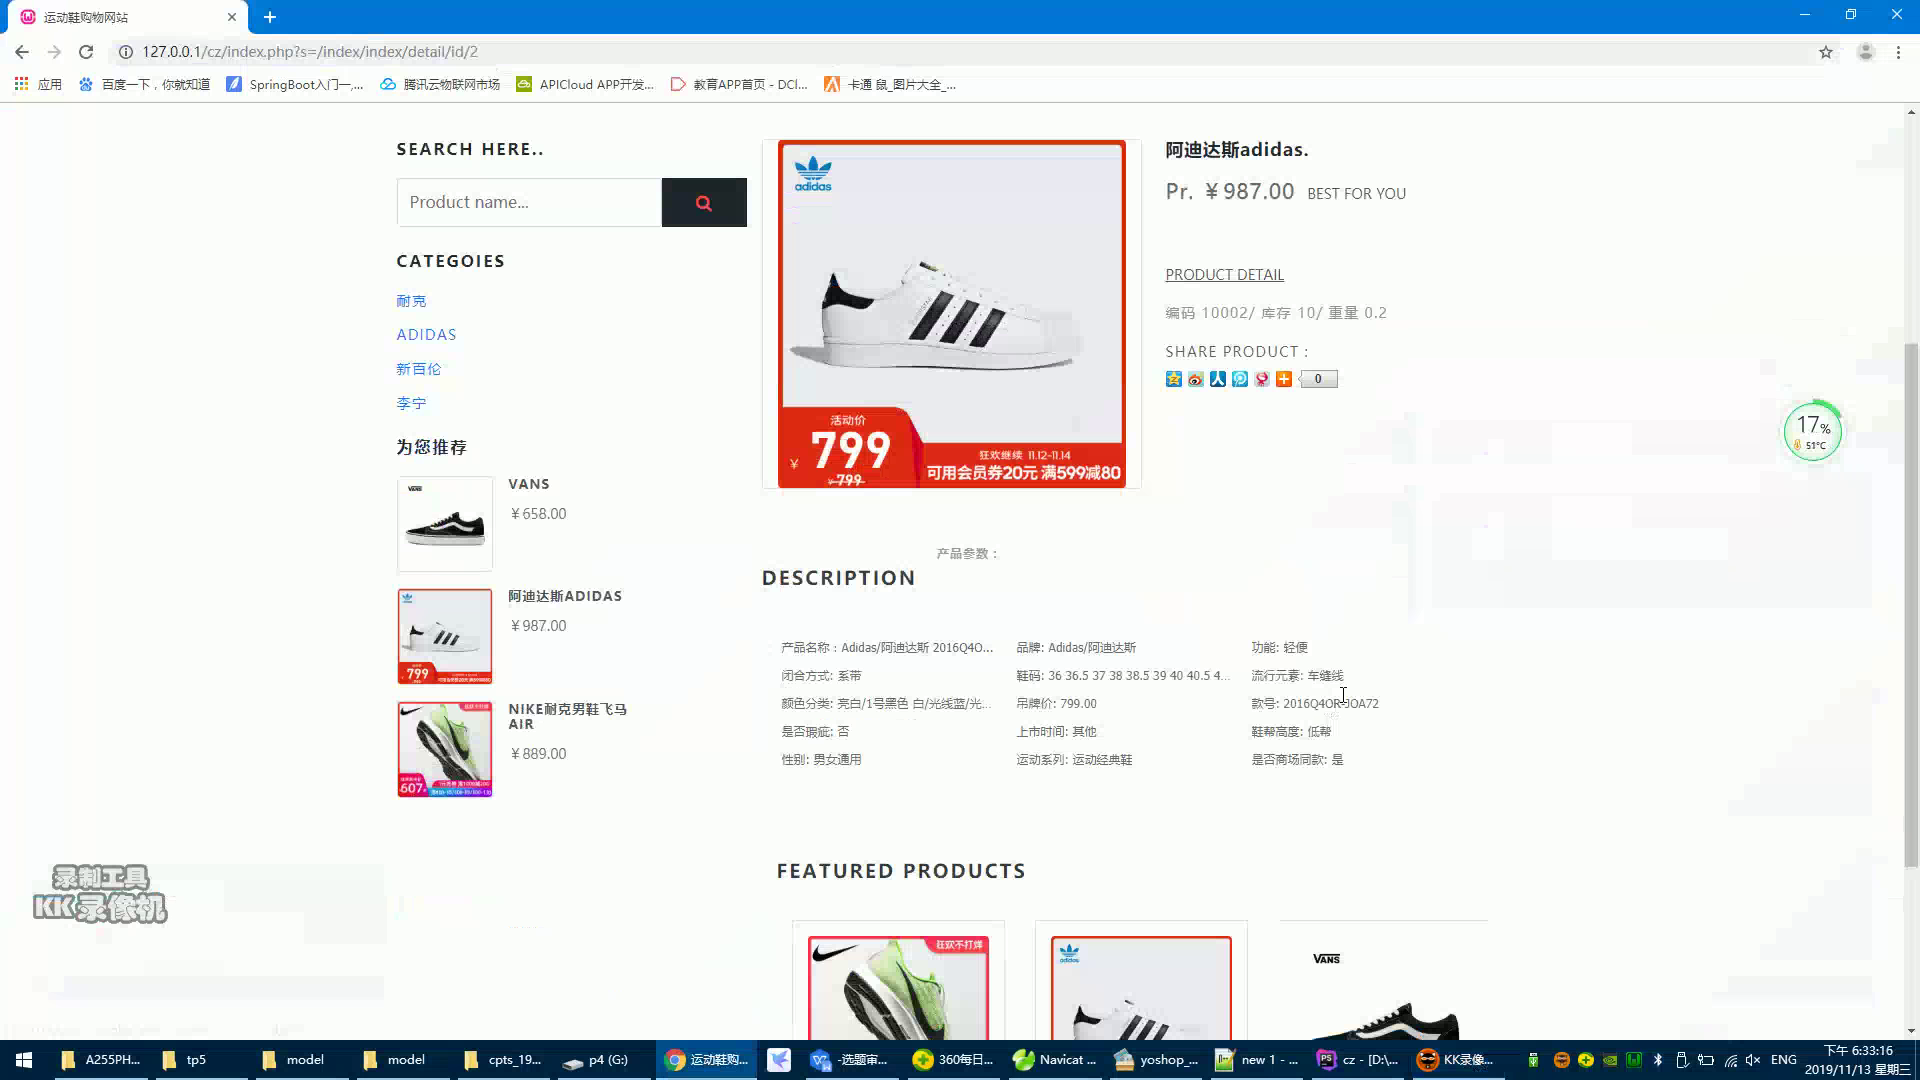 运动鞋购物网站
127.0.0.1/cz/index.php?s=/index/index/detail/id/2
应用
百度一下，你就知道
SpringBoot入门一,...
腾讯云物联网市场
APICloud APP开发...
教育APP首页 - DCl...
卡通 鼠_图片大全_...
SEARCH HERE..
Product name...
CATEGOIES
耐克
ADIDAS
新百伦
李宁
为您推荐
VANS
VANS
¥658.00
阿迪达斯ADIDAS
¥987.00
799
NIKE耐克男鞋飞马
AIR
¥889.00
607
adidas
活动价
¥ 799
¥799
狂欢继续 11.12-11.14
可用会员券20元 满599减80
阿迪达斯adidas.
Pr. ¥987.00 BEST FOR YOU
PRODUCT DETAIL
编码 10002/ 库存 10/ 重量 0.2
SHARE PRODUCT :
0
17%
51°C
产品参数：
DESCRIPTION
产品名称：Adidas/阿迪达斯 2016Q4O... 品牌: Adidas/阿迪达斯 功能: 轻便
闭合方式: 系带 鞋码: 36 36.5 37 38 38.5 39 40 40.5 4... 流行元素: 车缝线
颜色分类: 亮白/1号黑色 白/光线蓝/光... 吊牌价: 799.00 款号: 2016Q4OR-JOA72
是否瑕疵: 否 上市时间: 其他 鞋帮高度: 低帮
性别: 男女通用 运动系列: 运动经典鞋 是否商场同款: 是
FEATURED PRODUCTS
狂欢不打烊
adidas
VANS
录制工具
KK录像机
A255PH...
tp5
model
model
cpts_19...
p4 (G:)
运动鞋购...
-选题审...
360每日...
Navicat ...
yoshop_...
new 1 - ...
cz - [D:\...
KK录像...
ENG
下午 6:33:16
2019/11/13 星期三